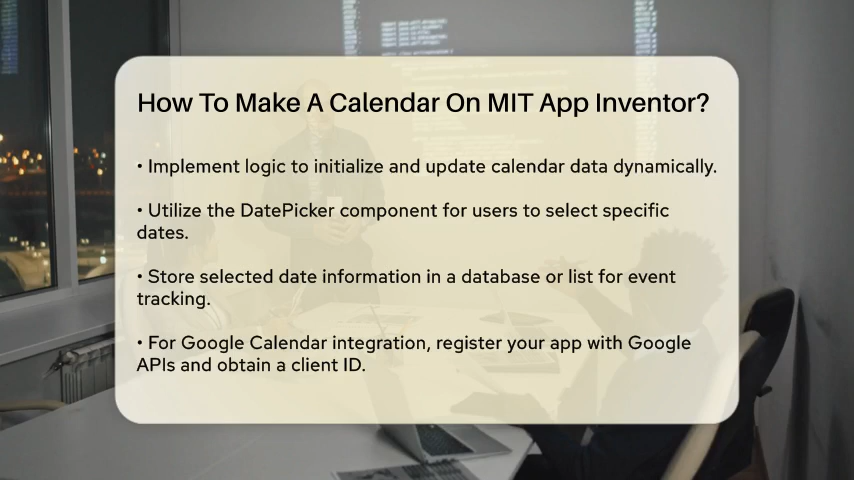 How To Make A Calendar On MIT App Inventor?
• Implement logic to initialize and update calendar data dynamically.
• Utilize the DatePicker component for users to select specific
dates.
• Store selected date information in a database or list for event
tracking.
• For Google Calendar integration, register your app with Google
APIs and obtain a client ID.